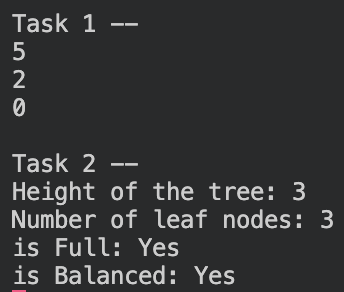 Task 1 --
5
2
0
Task 2 --
Height of the tree: 3
Number of leaf nodes: 3
is Full: Yes
is Balanced: Yes